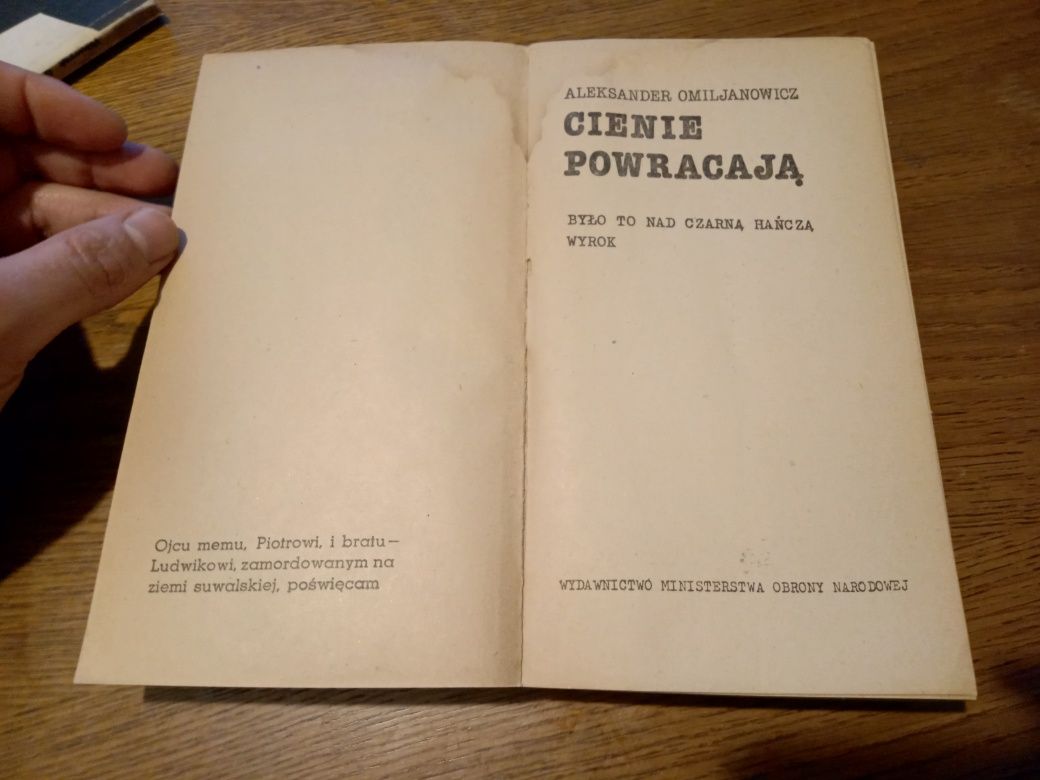 Ojcu memu, Piotrowi, i bratu —
Ludwikowi, zamordowanym na
ziemi suwalskiej, poświęcam
ALEKSANDER OMILJANOWICZ
CIENIE
POWRACAJĄ
BYŁO TO NAD CZARNĄ HAŃCZĄ
WYROK
WYDAWNICTWO MINISTERSTWA OBRONY NARODOWEJ